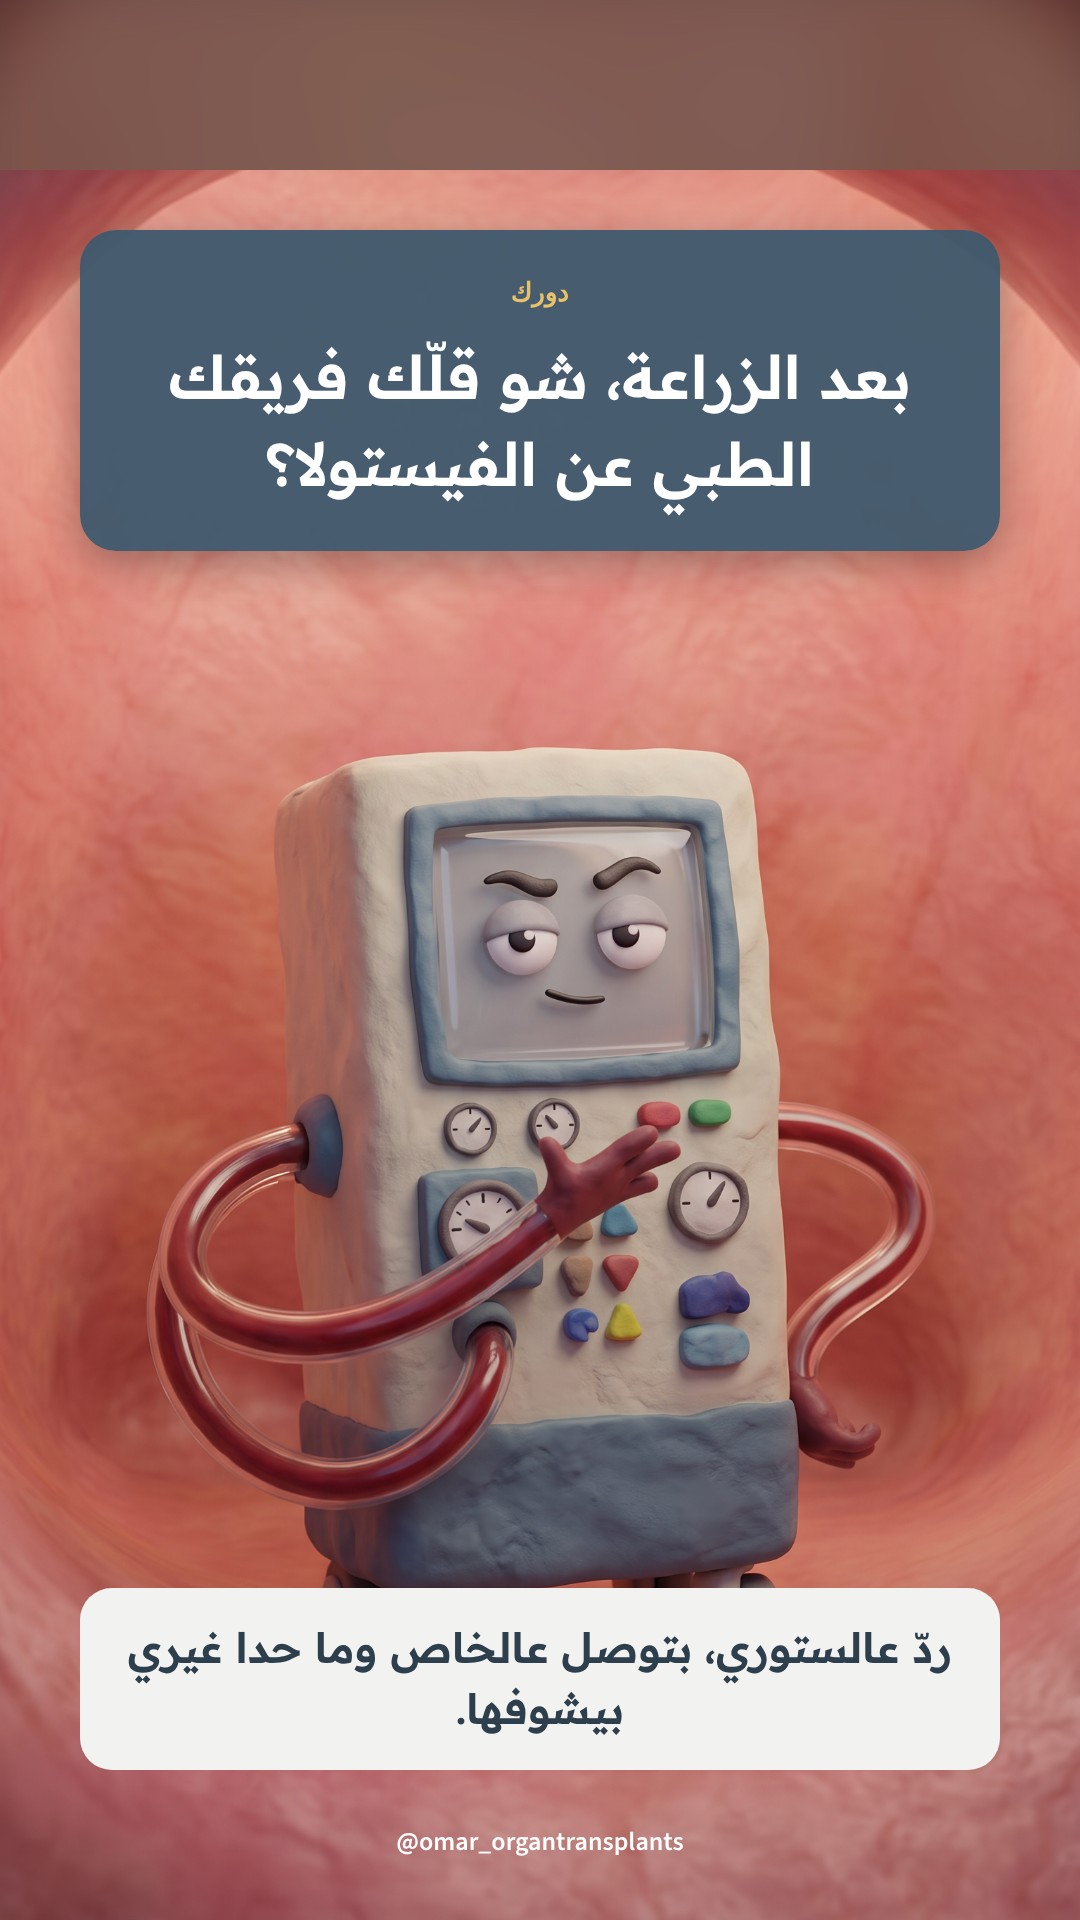 دورك
بعد الزراعة، شو قلّك فريقك
الطبي عن الفيستولا؟
ردّ عالستوري، بتوصل عالخاص وما حدا غيري
بيشوفها.
@omar_organtransplants